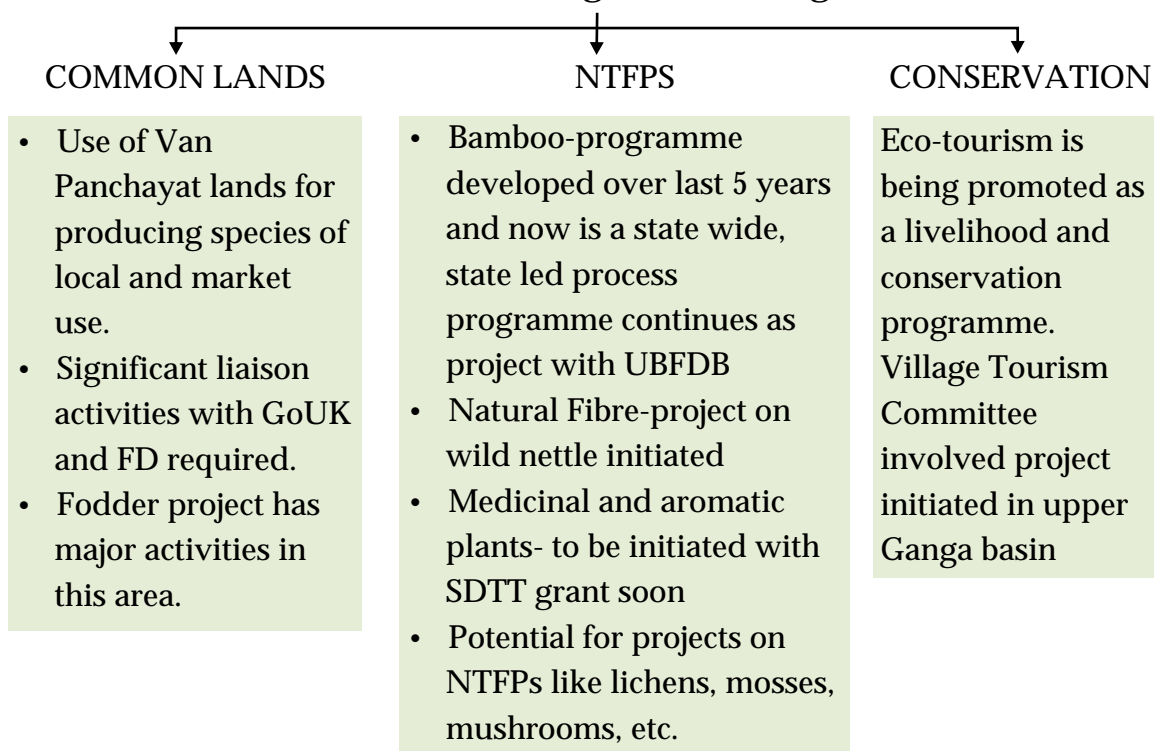 COMMON LANDS
• Use of Van
Panchayat lands for
producing species of
local and market
use.
• Significant liaison
activities with GoUK
and FD required.
• Fodder project has
major activities in
this area.
NTFPS
• Bamboo-programme
developed over last 5 years
and now is a state wide,
state led process
programme continues as
project with UBFDB
• Natural Fibre-project on
wild nettle initiated
• Medicinal and aromatic
plants- to be initiated with
SDTT grant soon
• Potential for projects on
NTFPs like lichens, mosses,
mushrooms, etc.
CONSERVATION
Eco-tourism is
being promoted as
a livelihood and
conservation
programme.
Village Tourism
Committee
involved project
initiated in upper
Ganga basin